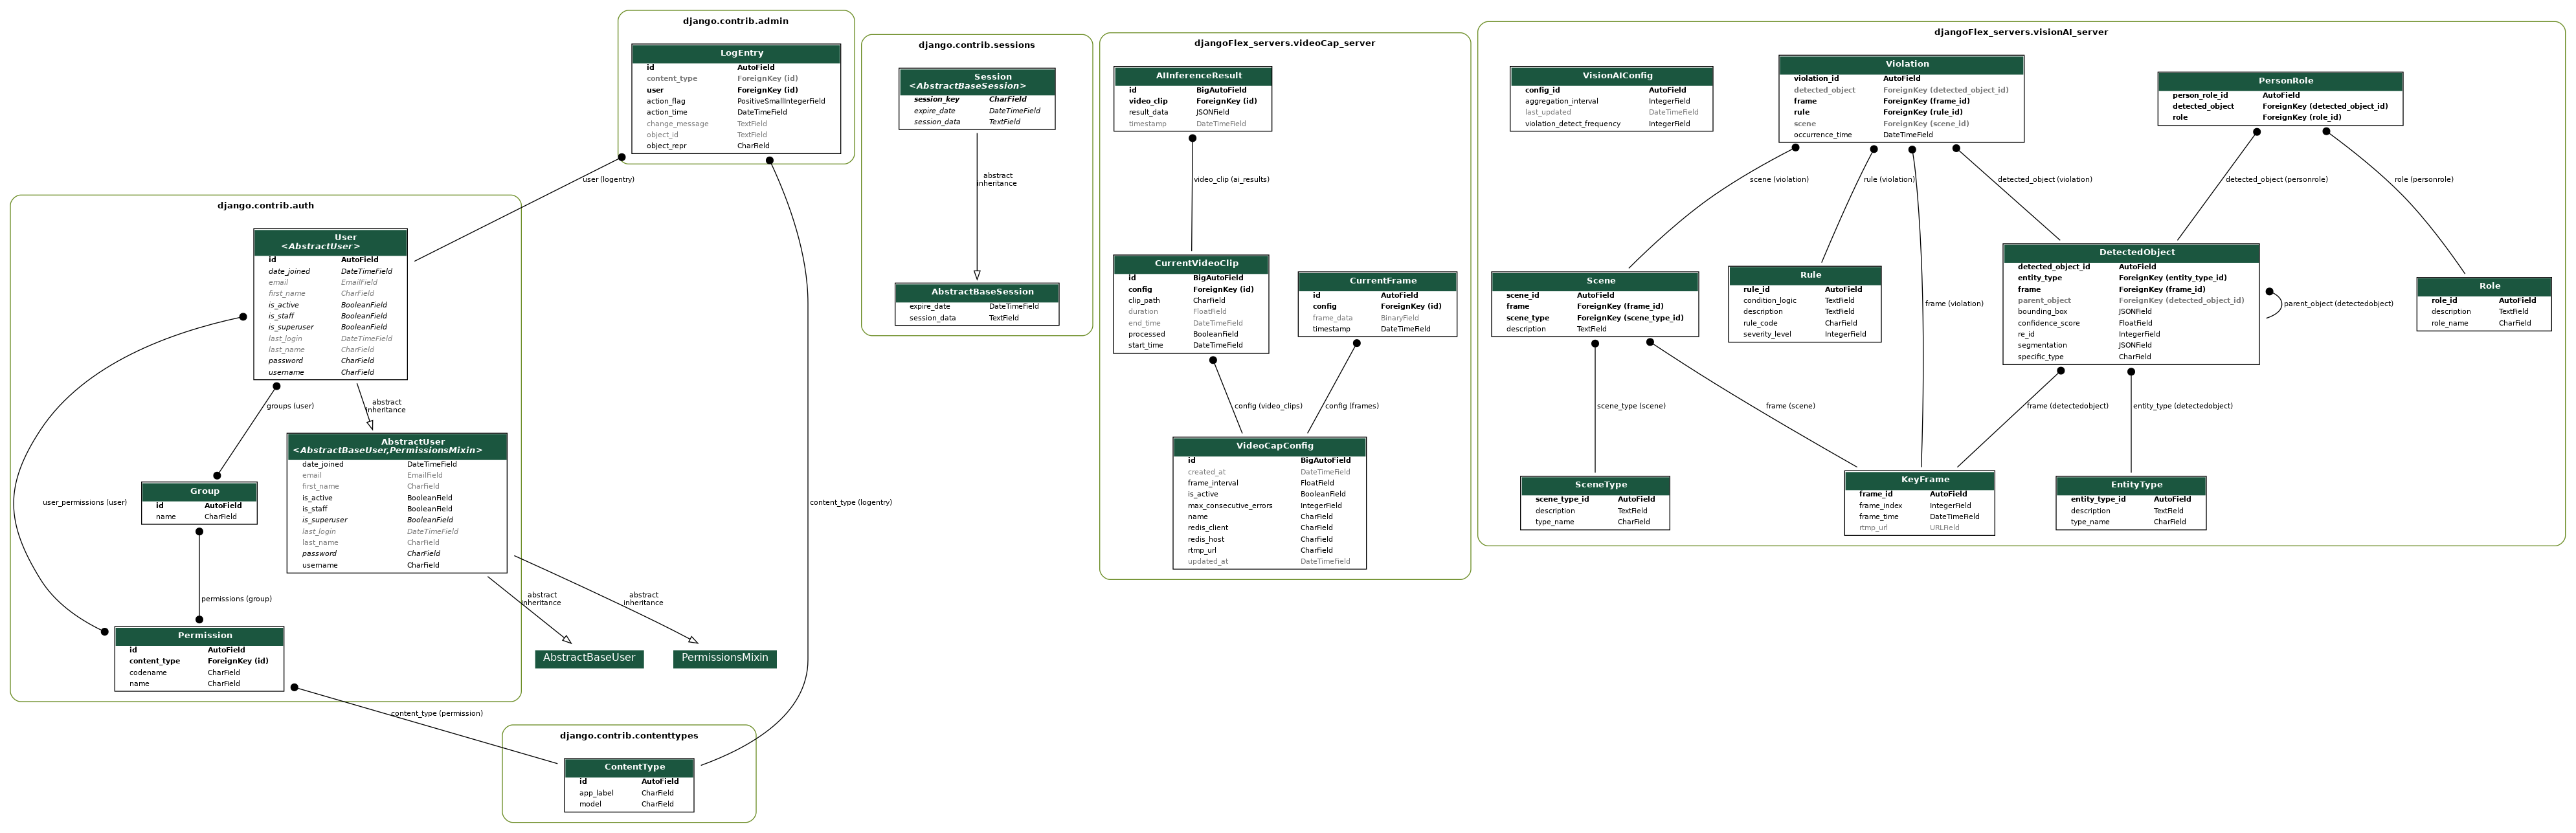 django.contrib.admin
LogEntry
id AutoField
content_type ForeignKey (id)
user ForeignKey (id)
action_flag PositiveSmallIntegerField
action_time DateTimeField
change_message TextField
object_id TextField
object_repr CharField
user (logentry)
content_type (logentry)
django.contrib.auth
User
<AbstractUser>
id AutoField
date_joined DateTimeField
email EmailField
first_name CharField
is_active BooleanField
is_staff BooleanField
is_superuser BooleanField
last_login DateTimeField
last_name CharField
password CharField
username CharField
groups (user)
abstract
inheritance
user_permissions (user)
AbstractUser
<AbstractBaseUser,PermissionsMixin>
date_joined DateTimeField
email EmailField
first_name CharField
is_active BooleanField
is_staff BooleanField
is_superuser BooleanField
last_login DateTimeField
last_name CharField
password CharField
username CharField
Group
id AutoField
name CharField
permissions (group)
abstract
inheritance
abstract
inheritance
Permission
id AutoField
content_type ForeignKey (id)
codename CharField
name CharField
AbstractBaseUser
PermissionsMixin
content_type (permission)
django.contrib.contenttypes
ContentType
id AutoField
app_label CharField
model CharField
django.contrib.sessions
Session
<AbstractBaseSession>
session_key CharField
expire_date DateTimeField
session_data TextField
abstract
inheritance
AbstractBaseSession
expire_date DateTimeField
session_data TextField
djangoFlex_servers.videoCap_server
AIInferenceResult
id BigAutoField
video_clip ForeignKey (id)
result_data JSONField
timestamp DateTimeField
video_clip (ai_results)
CurrentVideoClip
id BigAutoField
config ForeignKey (id)
clip_path CharField
duration FloatField
end_time DateTimeField
processed BooleanField
start_time DateTimeField
CurrentFrame
id AutoField
config ForeignKey (id)
frame_data BinaryField
timestamp DateTimeField
config (video_clips)
config (frames)
VideoCapConfig
id BigAutoField
created_at DateTimeField
frame_interval FloatField
is_active BooleanField
max_consecutive_errors IntegerField
name CharField
redis_client CharField
redis_host CharField
rtmp_url CharField
updated_at DateTimeField
djangoFlex_servers.visionAI_server
VisionAIConfig
config_id AutoField
aggregation_interval IntegerField
last_updated DateTimeField
violation_detect_frequency IntegerField
Violation
violation_id AutoField
detected_object ForeignKey (detected_object_id)
frame ForeignKey (frame_id)
rule ForeignKey (rule_id)
scene ForeignKey (scene_id)
occurrence_time DateTimeField
PersonRole
person_role_id AutoField
detected_object ForeignKey (detected_object_id)
role ForeignKey (role_id)
scene (violation)
rule (violation)
detected_object (violation)
detected_object (personrole)
role (personrole)
frame (violation)
Scene
scene_id AutoField
frame ForeignKey (frame_id)
scene_type ForeignKey (scene_type_id)
description TextField
Rule
rule_id AutoField
condition_logic TextField
description TextField
rule_code CharField
severity_level IntegerField
DetectedObject
detected_object_id AutoField
entity_type ForeignKey (entity_type_id)
frame ForeignKey (frame_id)
parent_object ForeignKey (detected_object_id)
bounding_box JSONField
confidence_score FloatField
re_id IntegerField
segmentation JSONField
specific_type CharField
parent_object (detectedobject)
Role
role_id AutoField
description TextField
role_name CharField
scene_type (scene)
frame (scene)
frame (detectedobject)
entity_type (detectedobject)
SceneType
scene_type_id AutoField
description TextField
type_name CharField
KeyFrame
frame_id AutoField
frame_index IntegerField
frame_time DateTimeField
rtmp_url URLField
EntityType
entity_type_id AutoField
description TextField
type_name CharField